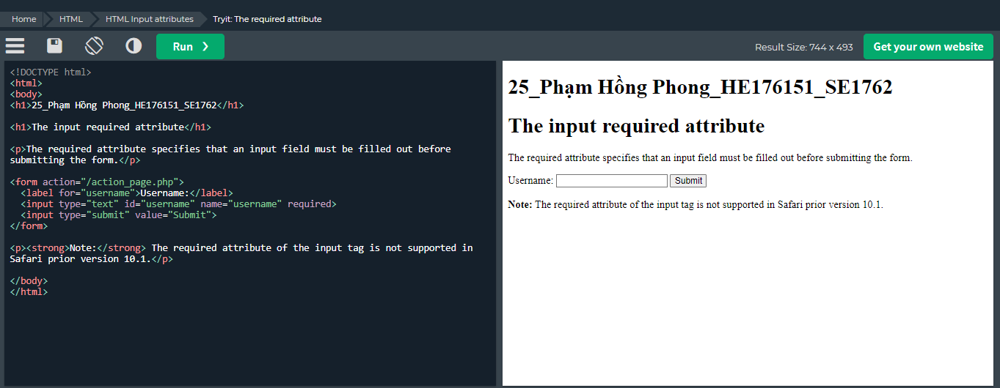 Home HTML HTML Input attributes Tryit: The required attribute
Run ❯ Result Size: 744 x 493 Get your own website
<!DOCTYPE html>
<html>
<body>
<h1>25_Phạm Hồng Phong_HE176151_SE1762</h1>
<h1>The input required attribute</h1>
<p>The required attribute specifies that an input field must be filled out before
submitting the form.</p>
<form action="/action_page.php">
<label for="username">Username:</label>
<input type="text" id="username" name="username" required>
<input type="submit" value="Submit">
</form>
<p><strong>Note:</strong> The required attribute of the input tag is not supported in
Safari prior version 10.1.</p>
</body>
</html>
25_Phạm Hồng Phong_HE176151_SE1762
The input required attribute
The required attribute specifies that an input field must be filled out before submitting the form.
Username: Submit
Note: The required attribute of the input tag is not supported in Safari prior version 10.1.